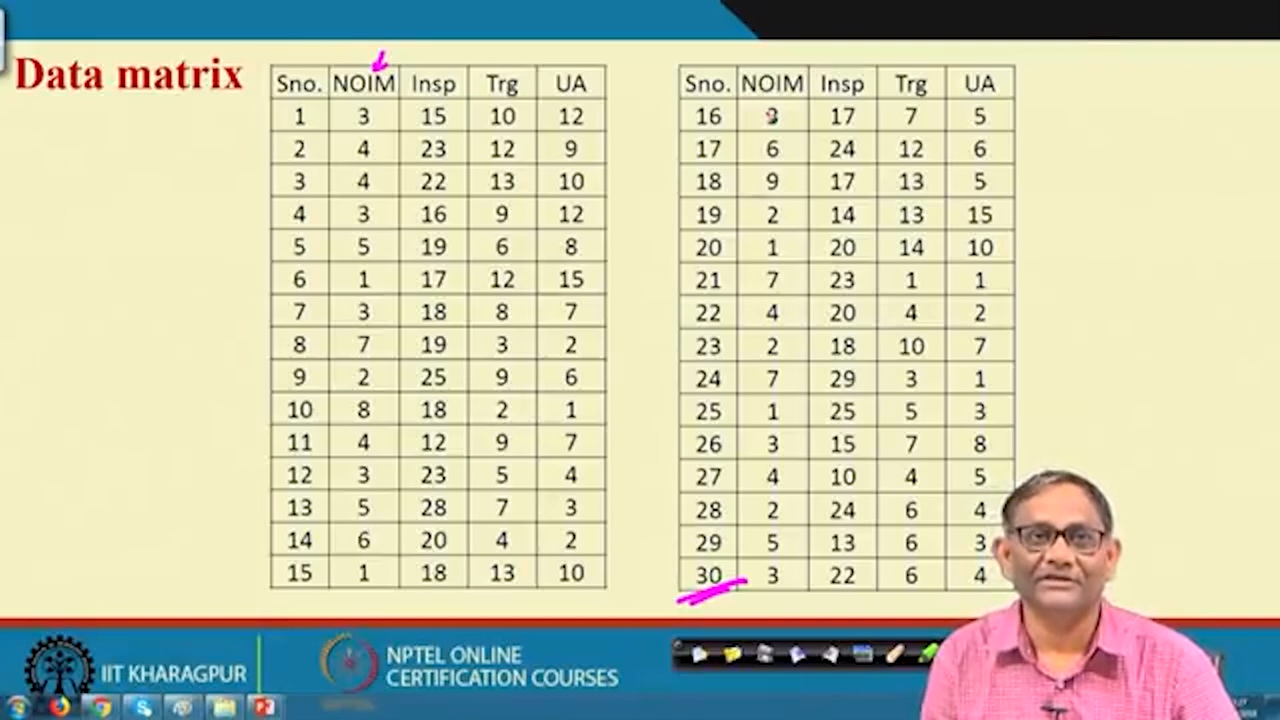 Data matrix
Sno. NOIM Insp Trg UA
1 3 15 10 12
2 4 23 12 9
3 4 22 13 10
4 3 16 9 12
5 5 19 6 8
6 1 17 12 15
7 3 18 8 7
8 7 19 3 2
9 2 25 9 6
10 8 18 2 1
11 4 12 9 7
12 3 23 5 4
13 5 28 7 3
14 6 20 4 2
15 1 18 13 10
Sno. NOIM Insp Trg UA
16 3 17 7 5
17 6 24 12 6
18 9 17 13 5
19 2 14 13 15
20 1 20 14 10
21 7 23 1 1
22 4 20 4 2
23 2 18 10 7
24 7 29 3 1
25 1 25 5 3
26 3 15 7 8
27 4 10 4 5
28 2 24 6 4
29 5 13 6 3
30 3 22 6 4
IIT KHARAGPUR
NPTEL ONLINE
CERTIFICATION COURSES